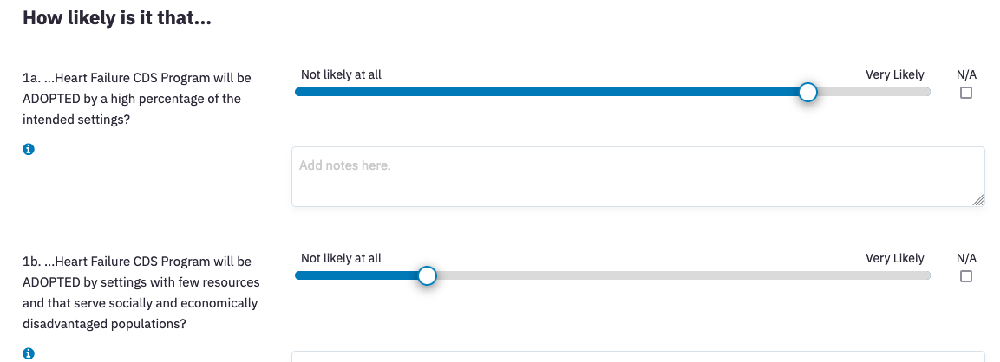 How likely is it that...
Not likely at all Very Likely N/A
1a. ...Heart Failure CDS Program will be
ADOPTED by a high percentage of the
intended settings?
Add notes here.
Not likely at all Very Likely N/A
1b. ...Heart Failure CDS Program will be
ADOPTED by settings with few resources
and that serve socially and economically
disadvantaged populations?